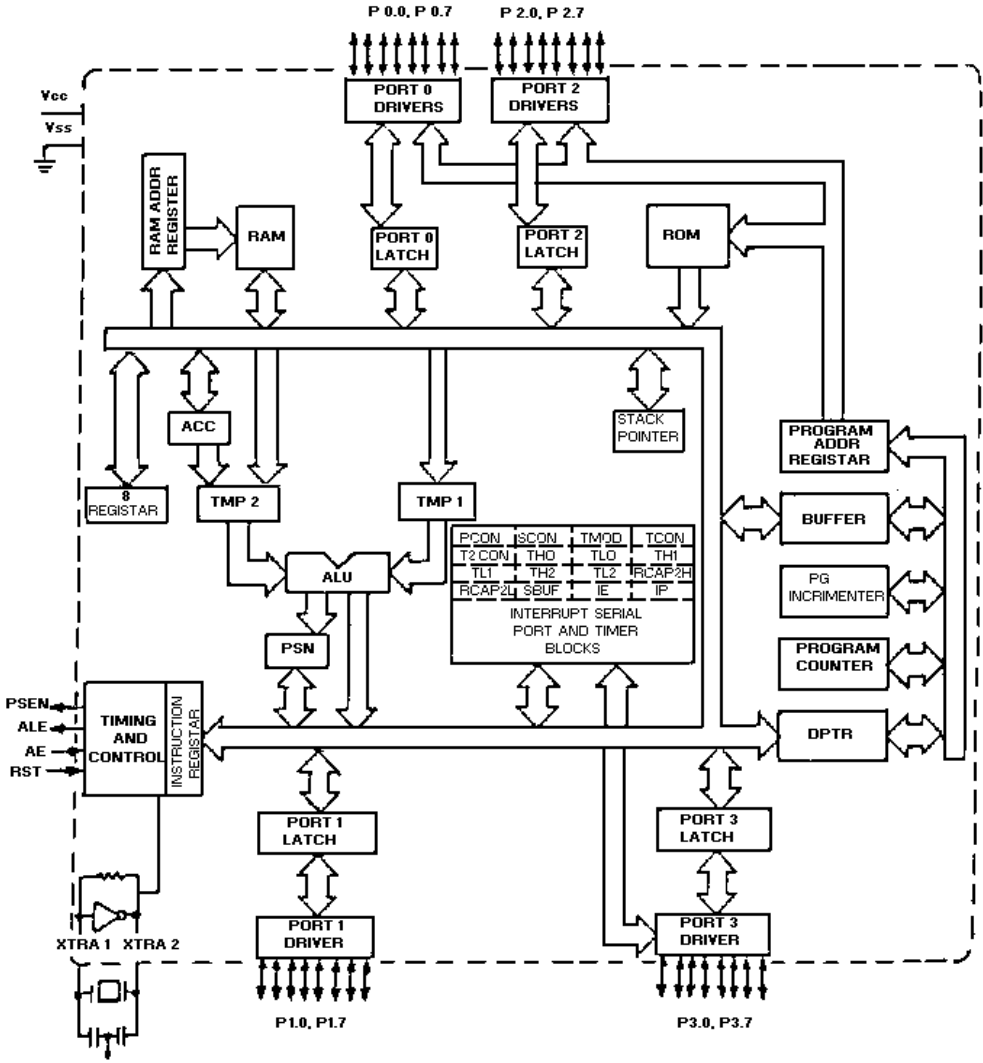 P 0.0, P 0.7
P 2.0, P 2.7
Vcc
Vss
PORT 0
DRIVERS
PORT 2
DRIVERS
RAM ADDR
REGISTER
RAM
PORT 0
LATCH
PORT 2
LATCH
ROM
ACC
STACK
POINTER
PROGRAM
ADDR
REGISTAR
8
REGISTAR
TMP 2
TMP 1
BUFFER
PCON SCON TMOD TCON
T2 CON TH0 TL0 TH1
TL1 TH2 TL2 RCAP2H
RCAP2L SBUF IE IP
INTERRUPT SERIAL
PORT AND TIMER
BLOCKS
ALU
PG
INCRIMENTER
PSN
PROGRAM
COUNTER
PSEN
ALE
AE
RST
TIMING
AND
CONTROL
INSTRUCTION
REGISTAR
DPTR
PORT 1
LATCH
PORT 3
LATCH
PORT 1
DRIVER
PORT 3
DRIVER
XTRA 1 XTRA 2
P1.0, P1.7
P3.0, P3.7